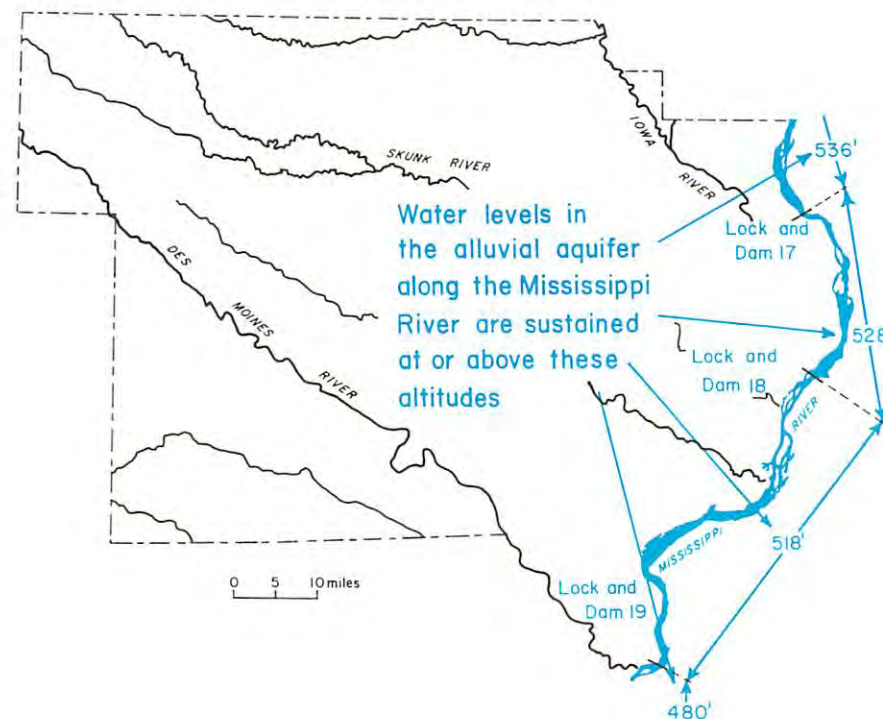 SKUNK RIVER
IOWA
RIVER
536'
Water levels in
the alluvial aquifer
along the Mississippi
River are sustained
at or above these
altitudes
Lock and
Dam 17
DES
MOINES
RIVER
528'
Lock and
Dam 18
RIVER
MISSISSIPPI
518'
Lock and
Dam 19
0 5 10 miles
480'